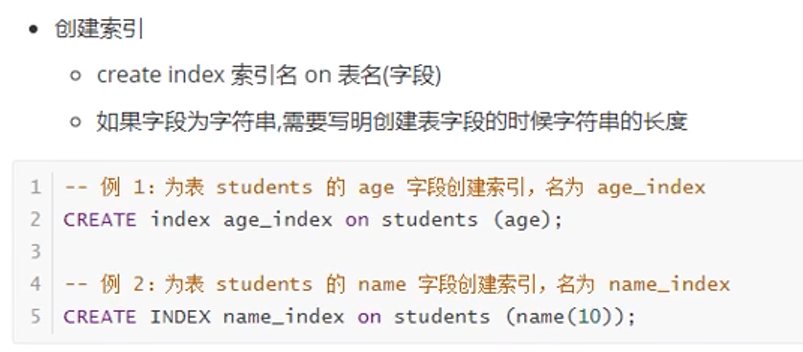 创建索引
create index 索引名 on 表名(字段)
如果字段为字符串,需要写明创建表字段的时候字符串的长度
1 -- 例 1：为表 students 的 age 字段创建索引，名为 age_index
2 CREATE index age_index on students (age);
3
4 -- 例 2：为表 students 的 name 字段创建索引，名为 name_index
5 CREATE INDEX name_index on students (name(10));